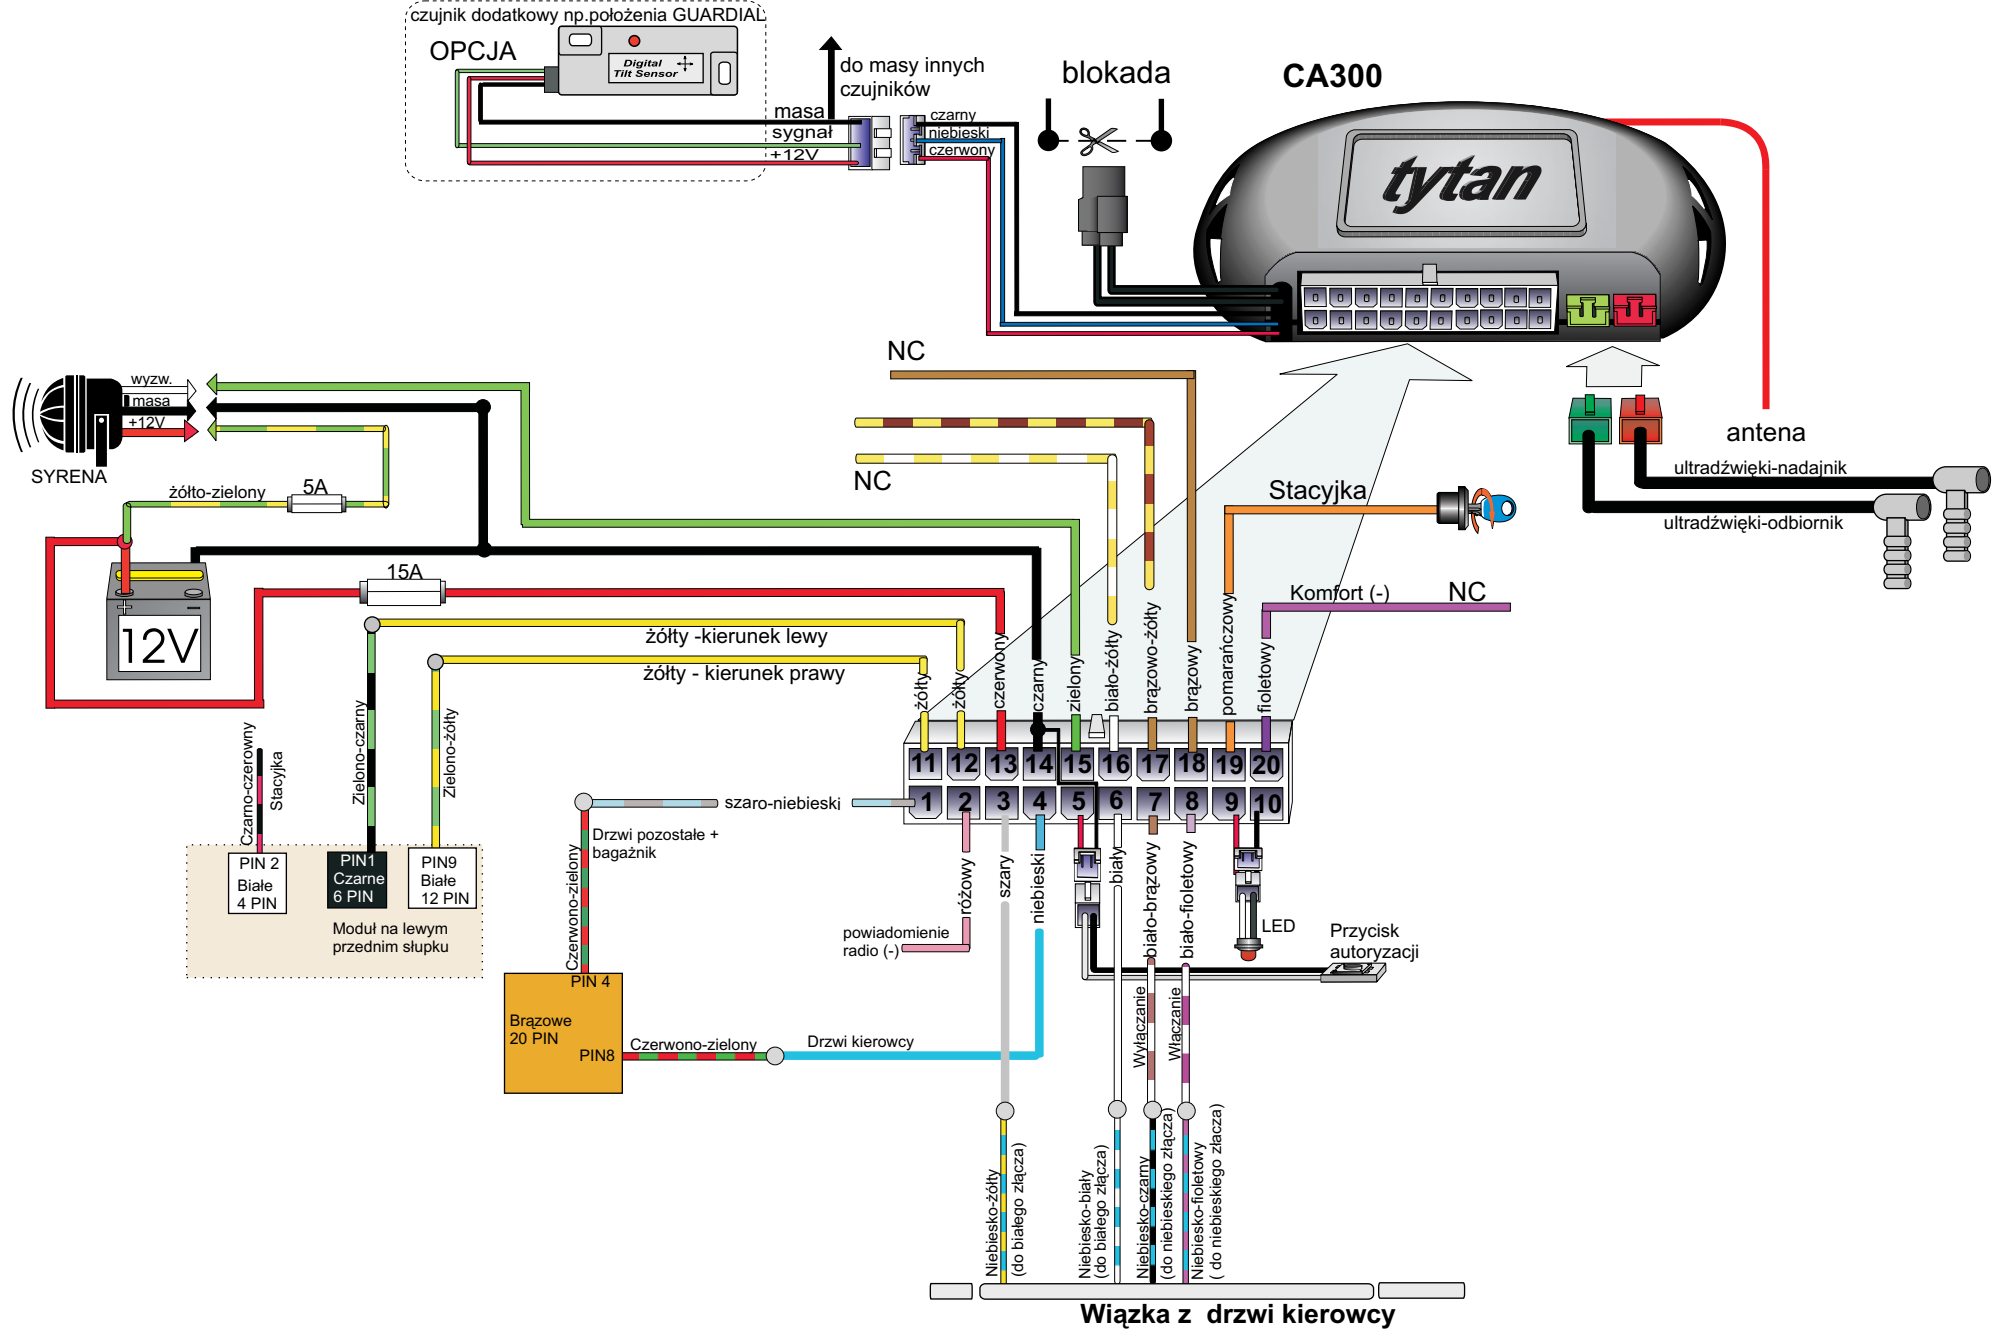 czujnik dodatkowy np.położenia GUARDIAL
OPCJA
Digital
Tilt Sensor
masa
sygnał
+12V
do masy innych
czujników
czarny
niebieski
czerwony
blokada
CA300
tytan
antena
ultradźwięki-nadajnik
ultradźwięki-odbiornik
NC
NC
Stacyjka
Komfort (-)
NC
wyzw.
masa
+12V
SYRENA
żółto-zielony
5A
15A
12V
żółty -kierunek lewy
żółty - kierunek prawy
żółty
żółty
czerwony
czarny
zielony
biało-żółty
brązowo-żółty
brązowy
pomarańczowy
fioletowy
11 12 13 14 15 16 17 18 19 20
1 2 3 4 5 6 7 8 9 10
Czarno-czerowny
Stacyjka
Zielono-czarny
Zielono-żółty
PIN 2
Białe
4 PIN
PIN1
Czarne
6 PIN
PIN9
Białe
12 PIN
Moduł na lewym
przednim słupku
szaro-niebieski
Drzwi pozostałe +
bagażnik
Czerwono-zielony
PIN 4
Brązowe
20 PIN
PIN8
Czerwono-zielony
Drzwi kierowcy
powiadomienie
radio (-)
różowy
szary
niebieski
biały
biało-brązowy
biało-fioletowy
LED
Przycisk
autoryzacji
Wyłaczanie
Właczanie
Niebiesko-żółty
(do białego złącza)
Niebiesko-biały
(do białego złącza)
Niebiesko-czarny
(do nieskiego złącza)
Niebiesko-fioletowy
( do niebieskiego złacza)
Wiązka z drzwi kierowcy